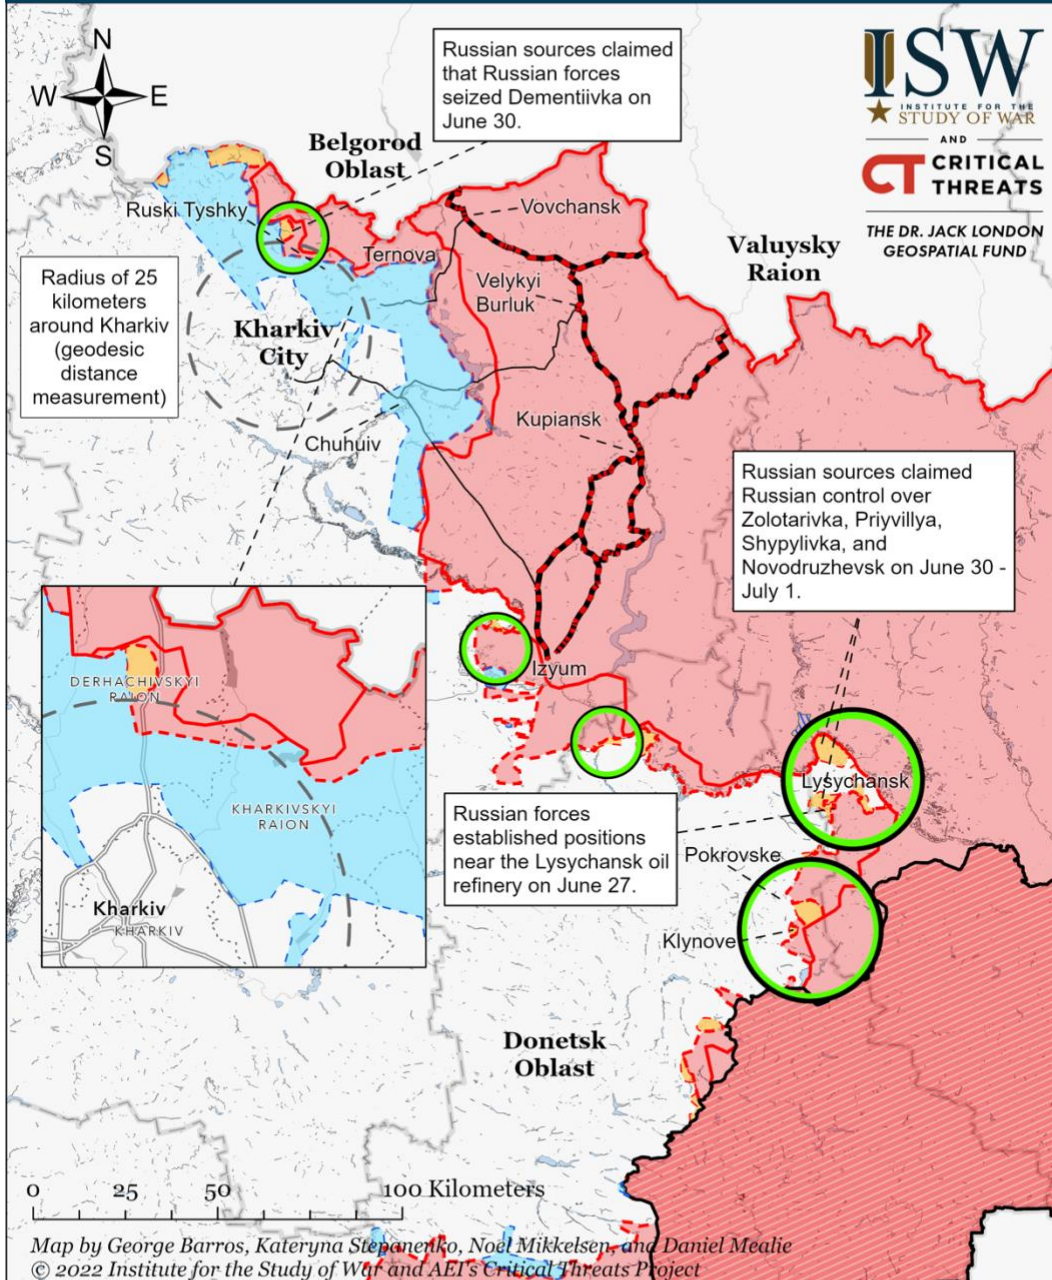 N
W E
S
Russian sources claimed
that Russian forces
seized Dementiivka on
June 30.
ISW
INSTITUTE FOR THE
STUDY OF WAR
AND
CT CRITICAL
THREATS
THE DR. JACK LONDON
GEOSPATIAL FUND
Belgorod
Oblast
Ruski Tyshky
Vovchansk
Ternova
Valuysky
Raion
Radius of 25
kilometers
around Kharkiv
(geodesic
distance
measurement)
Velykyi
Burluk
Kharkiv
City
Kupiansk
Chuhuiv
Russian sources claimed
Russian control over
Zolotarivka, Priyvillya,
Shypylivka, and
Novodruzhevsk on June 30 -
July 1.
Izyum
DERHACHIVSKYI
RAION
KHARKIVSKYI
RAION
Kharkiv
KHARKIV
Lysychansk
Russian forces
established positions
near the Lysychansk oil
refinery on June 27.
Pokrovske
Klynove
Donetsk
Oblast
0 25 50 100 Kilometers
Map by George Barros, Kateryna Stepanenko, Noel Mikkelsen, and Daniel Mealie
© 2022 Institute for the Study of War and AEI's Critical Threats Project